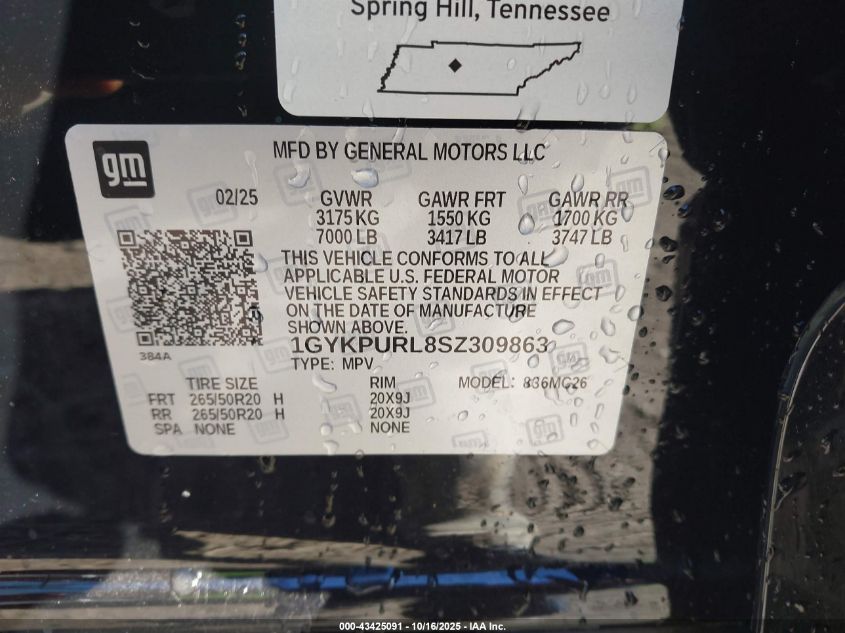 Spring Hill, Tennessee
gm
MFD BY GENERAL MOTORS LLC
02/25 GVWR GAWR FRT GAWR RR
3175 KG 1550 KG 1700 KG
7000 LB 3417 LB 3747 LB
THIS VEHICLE CONFORMS TO ALL
APPLICABLE U.S. FEDERAL MOTOR
VEHICLE SAFETY STANDARDS IN EFFECT
ON THE DATE OF MANUFACTURE
SHOWN ABOVE.
1GYKPURL8SZ309863
384A
TYPE: MPV
TIRE SIZE RIM MODEL: 836MC26
FRT 265/50R20 H 20X9J
RR 265/50R20 H 20X9J
SPA NONE NONE
000-43425091 - 10/16/2025 - IAA Inc.